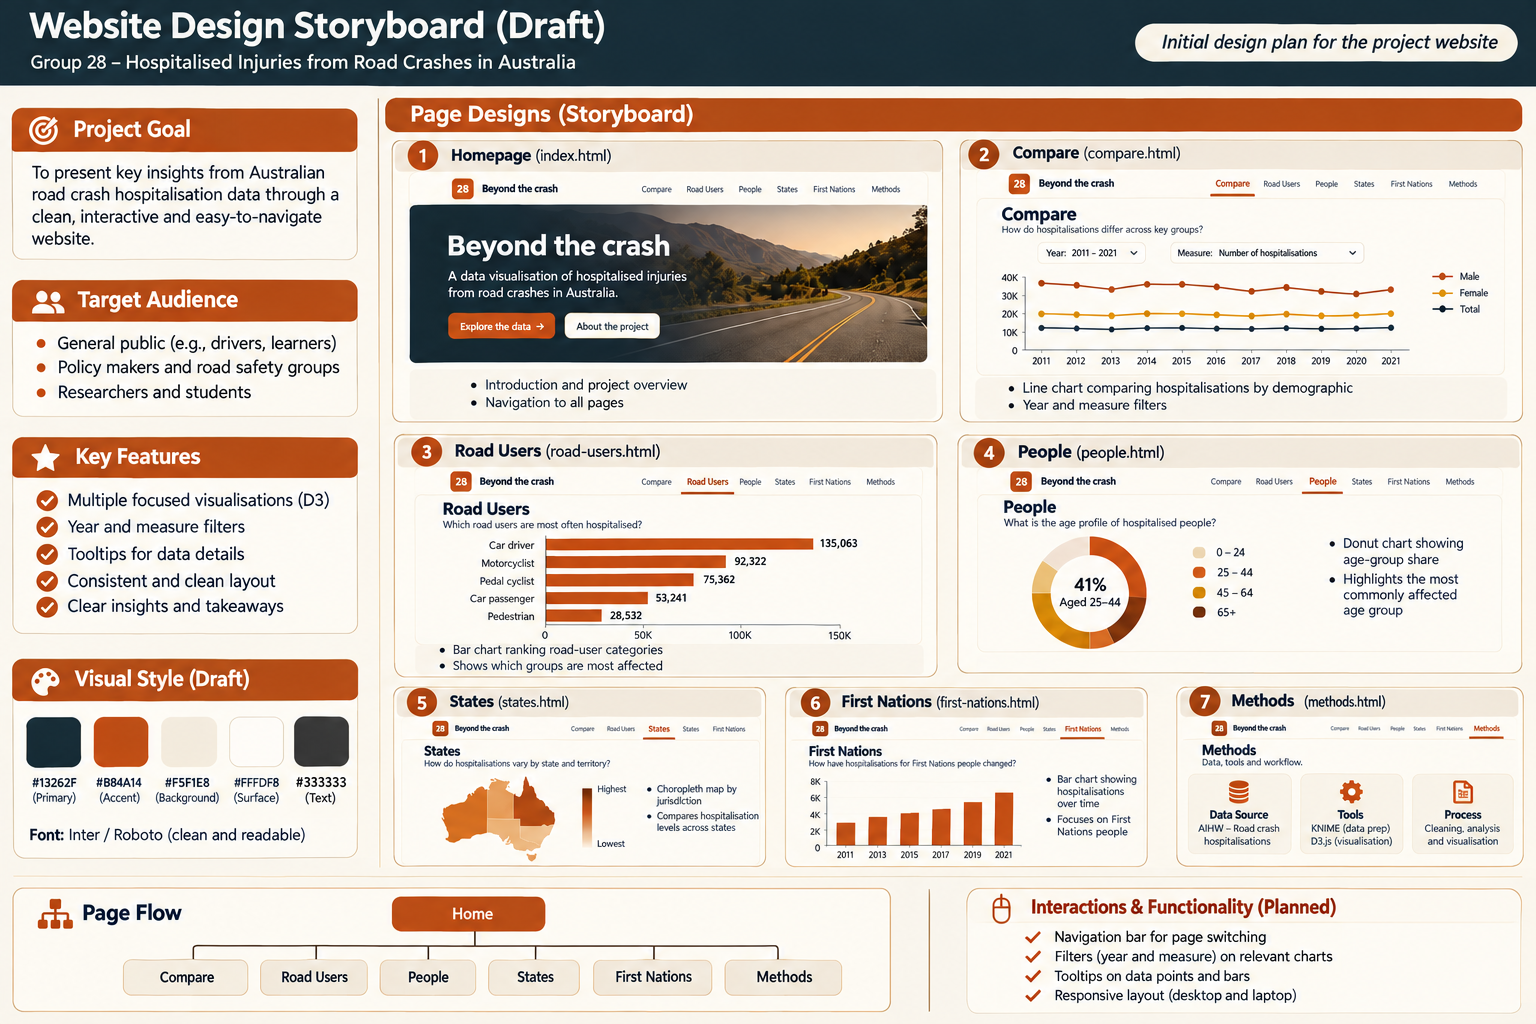 Website Design Storyboard (Draft)
Group 28 – Hospitalised Injuries from Road Crashes in Australia
Initial design plan for the project website
Project Goal
To present key insights from Australian
road crash hospitalisation data through a
clean, interactive and easy-to-navigate
website.
Target Audience
General public (e.g., drivers, learners)
Policy makers and road safety groups
Researchers and students
Key Features
Multiple focused visualisations (D3)
Year and measure filters
Tooltips for data details
Consistent and clean layout
Clear insights and takeaways
Visual Style (Draft)
#13262F #B84A14 #F5F1E8 #FFFDF8 #333333
(Primary) (Accent) (Background) (Surface) (Text)
Font: Inter / Roboto (clean and readable)
Page Designs (Storyboard)
1 Homepage (index.html)
28 Beyond the crash Compare Road Users People States First Nations Methods
Beyond the crash
A data visualisation of hospitalised injuries
from road crashes in Australia.
Explore the data → About the project
• Introduction and project overview
• Navigation to all pages
2 Compare (compare.html)
28 Beyond the crash Compare Road Users People States First Nations Methods
Compare
How do hospitalisations differ across key groups?
Year: 2011 – 2021 Measure: Number of hospitalisations
40K
30K
20K
10K
0
2011 2012 2013 2014 2015 2016 2017 2018 2019 2020 2021
Male
Female
Total
• Line chart comparing hospitalisations by demographic
• Year and measure filters
3 Road Users (road-users.html)
28 Beyond the crash Compare Road Users People States First Nations Methods
Road Users
Which road users are most often hospitalised?
Car driver 135,063
Motorcyclist 92,322
Pedal cyclist 75,362
Car passenger 53,241
Pedestrian 28,532
0 50K 100K 150K
• Bar chart ranking road-user categories
• Shows which groups are most affected
4 People (people.html)
28 Beyond the crash Compare Road Users People States First Nations Methods
People
What is the age profile of hospitalised people?
41%
Aged 25–44
0 – 24
25 – 44
45 – 64
65+
• Donut chart showing
age-group share
• Highlights the most
commonly affected
age group
5 States (states.html)
28 Beyond the crash Compare Road Users States States First Nations
States
How do hospitalisations vary by state and territory?
Highest
Lowest
• Choropleth map by
jurisdiction
• Compares hospitalisation
levels across states
6 First Nations (first-nations.html)
28 Beyond the crash Compare Road Users People States First Nations Methods
First Nations
How have hospitalisations for First Nations people changed?
8K
6K
4K
2K
0
2011 2013 2015 2017 2019 2021
• Bar chart showing
hospitalisations
over time
• Focuses on First
Nations people
7 Methods (methods.html)
28 Beyond the crash Compare Road Users People States First Nations Methods
Methods
Data, tools and workflow.
Data Source
AIHW – Road crash
hospitalisations
Tools
KNIME (data prep)
D3.js (visualisation)
Process
Cleaning, analysis
and visualisation
Page Flow
Home
Compare Road Users People States First Nations Methods
Interactions & Functionality (Planned)
Navigation bar for page switching
Filters (year and measure) on relevant charts
Tooltips on data points and bars
Responsive layout (desktop and laptop)